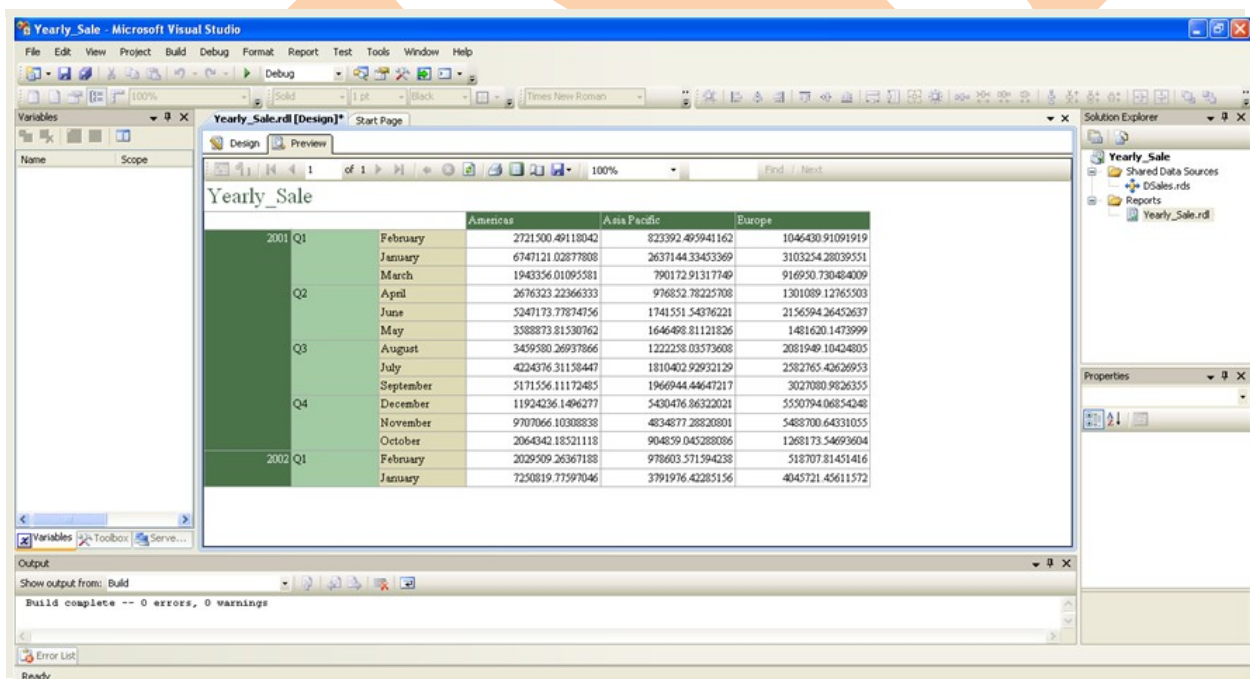 Yearly_Sale - Microsoft Visual Studio
File Edit View Project Build Debug Format Report Test Tools Window Help
Debug
100% Solid 1 pt Black Times New Roman
Variables
Name Scope
Yearly_Sale.rdl [Design]* Start Page
Design Preview
1 of 1 100% Find / Next
Yearly_Sale
Americas Asia Pacific Europe
2001 Q1 February 2721500.49118042 823392.495941162 1046430.91091919
January 6747121.02877808 2637144.33453369 3103254.28039551
March 1943356.01095581 790172.91317749 916950.730484009
Q2 April 2676323.22366333 976852.78225708 1301089.12765503
June 5247173.77874756 1741551.54376221 2156594.26452637
May 3588873.81530762 1646498.81121826 1481620.1473999
Q3 August 3459580.26937866 1222258.03573608 2081949.10424805
July 4224376.31158447 1810402.92932129 2582765.42626953
September 5171556.11172485 1966944.44647217 3027080.9826355
Q4 December 11924236.1496277 5430476.86322021 5550794.06854248
November 9707066.10308838 4834877.28820801 5488700.64331055
October 2064342.18521118 904859.045288086 1268173.54693604
2002 Q1 February 2029509.26367188 978603.571594238 518707.81451416
January 7250819.77597046 3791976.42285156 4045721.45611572
Variables Toolbox Serve...
Solution Explorer
Yearly_Sale
Shared Data Sources
DSales.rds
Reports
Yearly_Sale.rdl
Properties
Output
Show output from: Build
Build complete -- 0 errors, 0 warnings
Error List
Ready